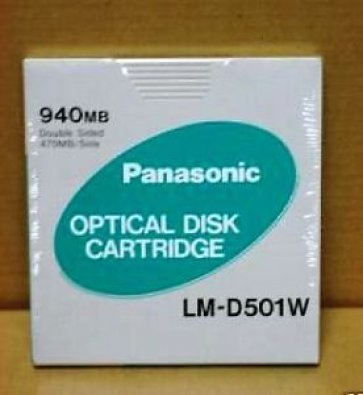 940MB
Double Sided
470MB/Side
Panasonic
OPTICAL DISK
CARTRIDGE
LM-D501W